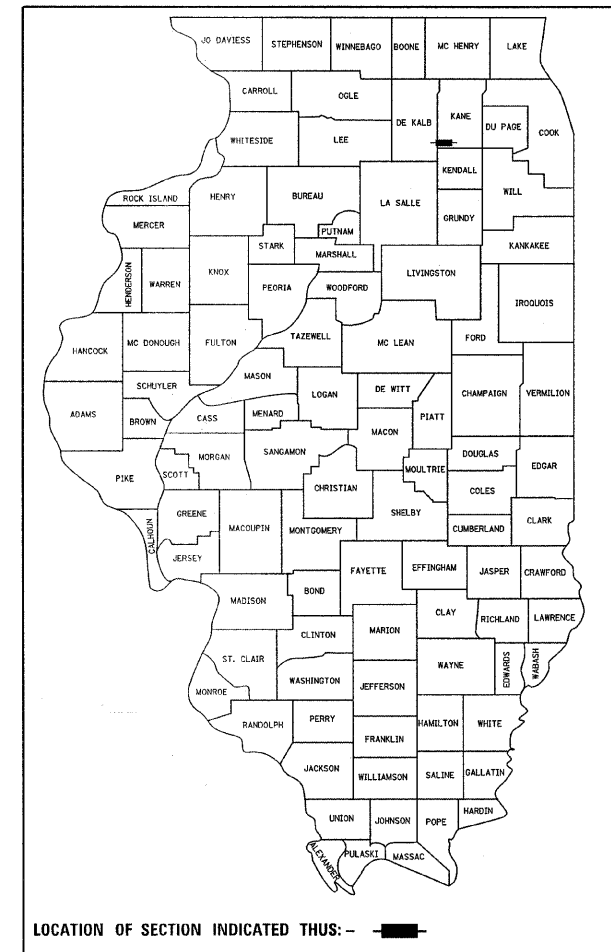 JO DAVIESS STEPHENSON WINNEBAGO BOONE MC HENRY LAKE
CARROLL OGLE DE KALB KANE DU PAGE COOK
WHITESIDE LEE
KENDALL WILL
ROCK ISLAND HENRY BUREAU LA SALLE GRUNDY
MERCER PUTNAM
STARK MARSHALL KANKAKEE
HENDERSON WARREN KNOX PEORIA WOODFORD LIVINGSTON IROQUOIS
FULTON TAZEWELL MC LEAN FORD
HANCOCK MC DONOUGH
SCHUYLER MASON LOGAN DE WITT CHAMPAIGN VERMILION
ADAMS BROWN CASS MENARD MACON PIATT
SANGAMON DOUGLAS EDGAR
PIKE SCOTT MORGAN CHRISTIAN MOULTRIE COLES
GREENE MACOUPIN MONTGOMERY SHELBY CUMBERLAND CLARK
CALHOUN JERSEY
FAYETTE EFFINGHAM JASPER CRAWFORD
MADISON BOND
CLINTON MARION CLAY RICHLAND LAWRENCE
ST. CLAIR WAYNE EDWARDS WABASH
WASHINGTON JEFFERSON
MONROE
RANDOLPH PERRY HAMILTON WHITE
FRANKLIN
JACKSON WILLIAMSON SALINE GALLATIN
UNION JOHNSON POPE HARDIN
ALEXANDER PULASKI MASSAC
LOCATION OF SECTION INDICATED THUS: -